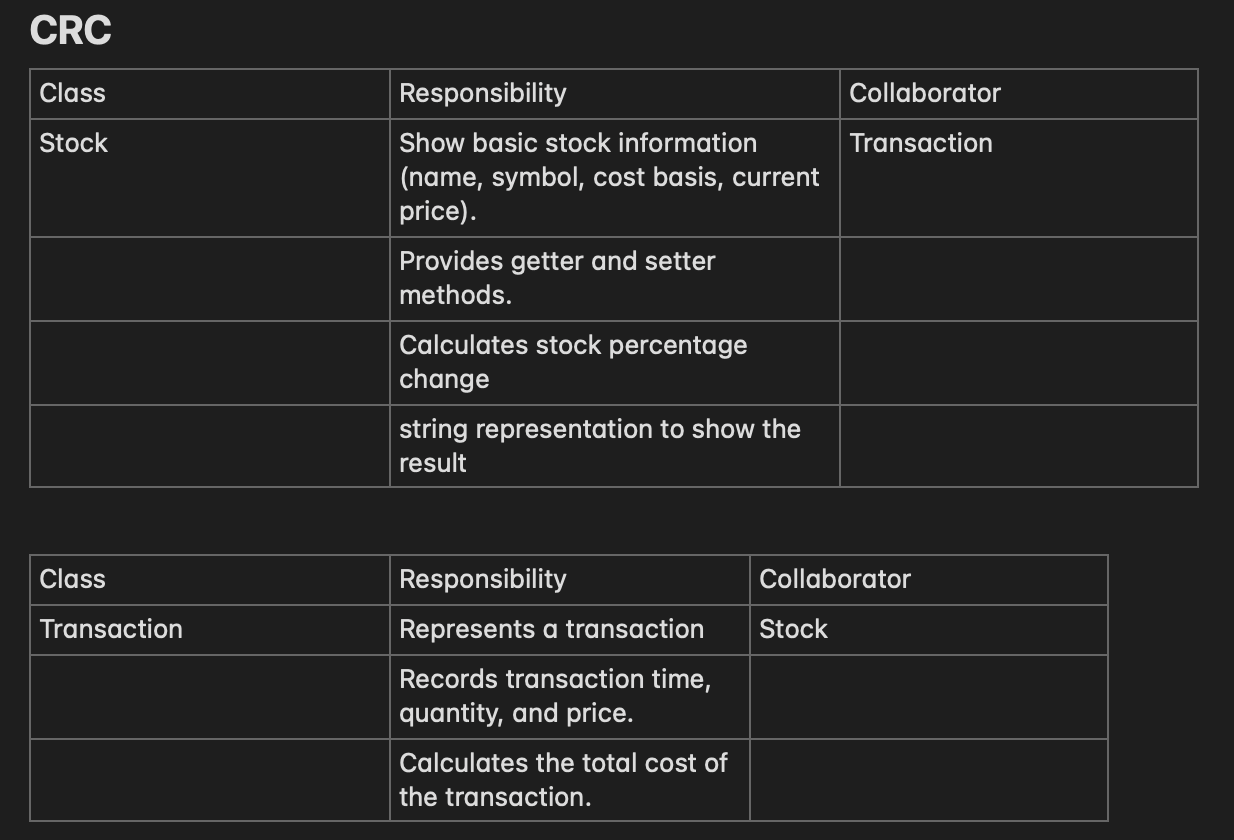 CRC
Class Responsibility Collaborator
Stock Show basic stock information Transaction
(name, symbol, cost basis, current
price).
Provides getter and setter
methods.
Calculates stock percentage
change
string representation to show the
result
Class Responsibility Collaborator
Transaction Represents a transaction Stock
Records transaction time,
quantity, and price.
Calculates the total cost of
the transaction.